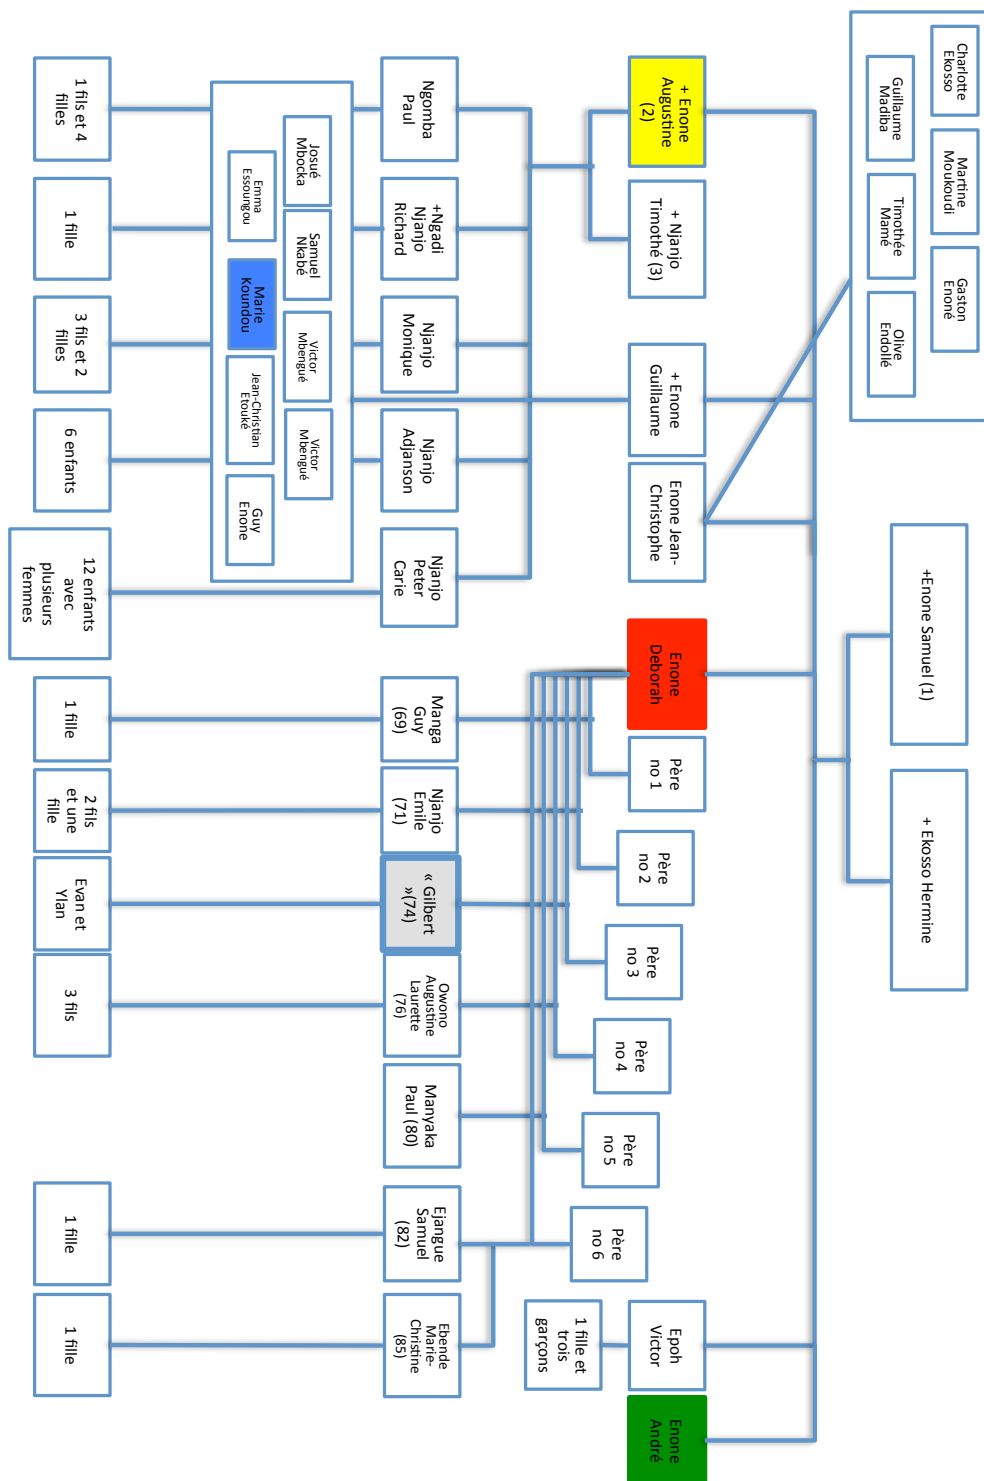 +Enone Samuel (1)
+ Ekosso Hermine
Charlotte
Ekosso
Martine
Moukoudi
Gaston
Enoné
Guillaume
Madiba
Timothée
Mamé
Olive
Endollé
+ Enone
Augustine
(2)
+ Njanjo
Timothé (3)
+ Enone
Guillaume
Enone Jean-
Christophe
Enone
Deborah
Père
no 1
Père
no 2
Père
no 3
Père
no 4
Père
no 5
Père
no 6
Epoh
Victor
Enone
André
1 fille et
trois
garçons
Ngomba
Paul
+Ngadi
Njanjo
Richard
Njanjo
Monique
Njanjo
Adjanson
Njanjo
Peter
Carie
Manga
Guy
(69)
Njanjo
Emile
(71)
« Gilbert
»(74)
Owono
Augustine
Laurette
(76)
Manyaka
Paul (80)
Ejangue
Samuel
(82)
Ebende
Marie-
Christine
(85)
Josué
Mbocka
Samuel
Nkabé
Victor
Mbengué
Victor
Mbengué
Emma
Essoungou
Marie
Koundou
Jean-Christian
Etouké
Guy
Enone
1 fils et 4
filles
1 fille
3 fils et 2
filles
6 enfants
12 enfants
avec
plusieurs
femmes
1 fille
2 fils
et une
fille
Evan et
Ylan
3 fils
1 fille
1 fille